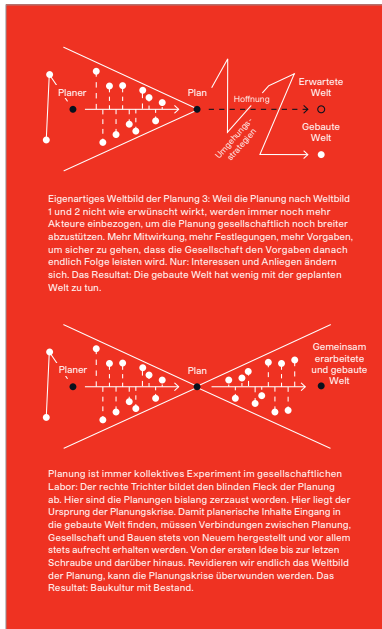 Planer
Plan
Hoffnung
Umgehungs-
strategien
Erwartete
Welt
Gebaute
Welt
Eigenartiges Weltbild der Planung 3: Weil die Planung nach Weltbild
1 und 2 nicht wie erwünscht wirkt, werden immer noch mehr
Akteure einbezogen, um die Planung gesellschaftlich noch breiter
abzustützen. Mehr Mitwirkung, mehr Festlegungen, mehr Vorgaben,
um sicher zu gehen, dass die Gesellschaft den Vorgaben danach
endlich Folge leisten wird. Nur: Interessen und Anliegen ändern
sich. Das Resultat: Die gebaute Welt hat wenig mit der geplanten
Welt zu tun.
Planer
Plan
Gemeinsam
erarbeitete
und gebaute
Welt
Planung ist immer kollektives Experiment im gesellschaftlichen
Labor: Der rechte Trichter bildet den blinden Fleck der Planung
ab. Hier sind die Planungen bislang zerzaust worden. Hier liegt der
Ursprung der Planungskrise. Damit planerische Inhalte Eingang in
die gebaute Welt finden, müssen Verbindungen zwischen Planung,
Gesellschaft und Bauen stets von Neuem hergestellt und vor allem
stets aufrecht erhalten werden. Von der ersten Idee bis zur letzen
Schraube und darüber hinaus. Revidieren wir endlich das Weltbild
der Planung, kann die Planungskrise überwunden werden. Das
Resultat: Baukultur mit Bestand.